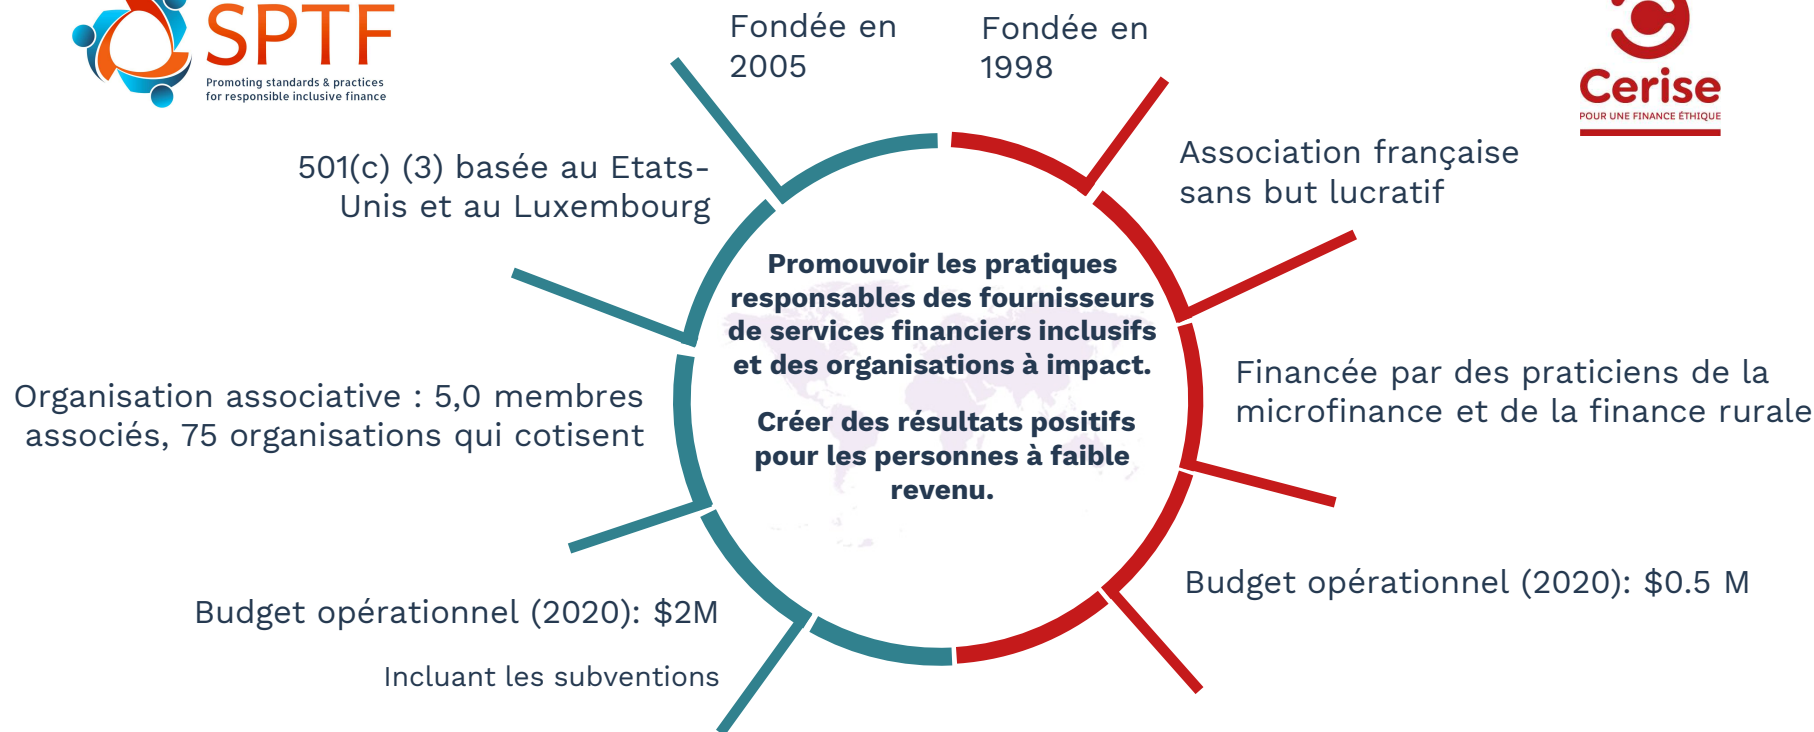 SPTF
Promoting standards & practices
for responsible inclusive finance
Fondée en
2005
Fondée en
1998
Cerise
POUR UNE FINANCE ÉTHIQUE
501(c) (3) basée au Etats-
Unis et au Luxembourg
Association française
sans but lucratif
Promouvoir les pratiques
responsables des fournisseurs
de services financiers inclusifs
et des organisations à impact.
Créer des résultats positifs
pour les personnes à faible
revenu.
Organisation associative : 5,0 membres
associés, 75 organisations qui cotisent
Financée par des praticiens de la
microfinance et de la finance rurale
Budget opérationnel (2020): $2M
Incluant les subventions
Budget opérationnel (2020): $0.5 M